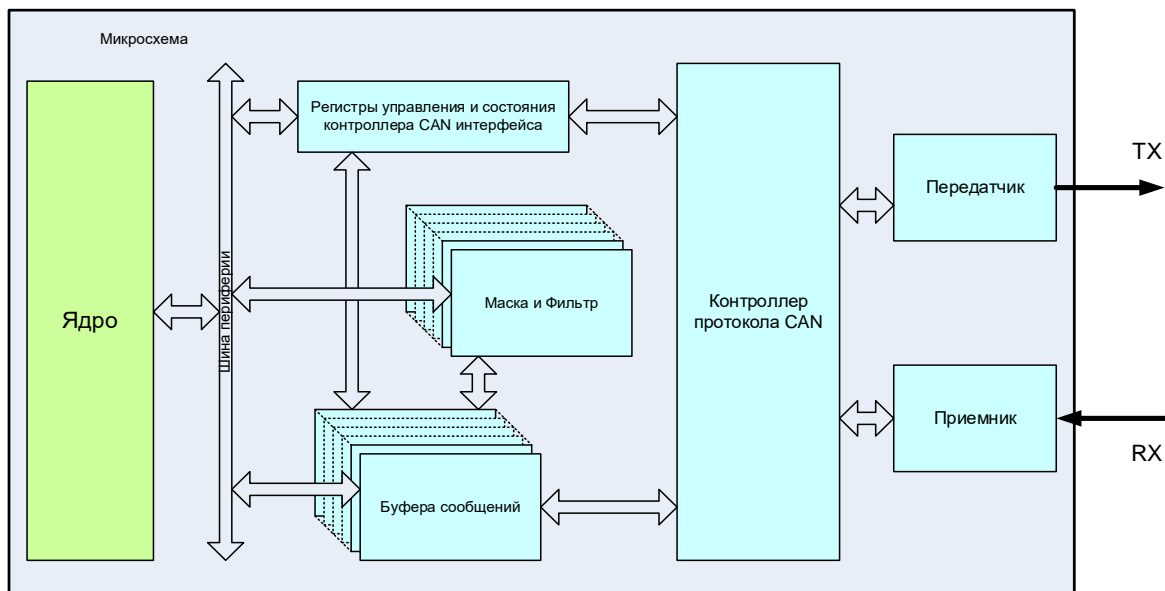 Микросхема
Ядро
Шина периферии
Регистры управления и состояния
контроллера CAN интерфейса
Маска и Фильтр
Буфера сообщений
Контроллер
протокола CAN
Передатчик
TX
Приемник
RX